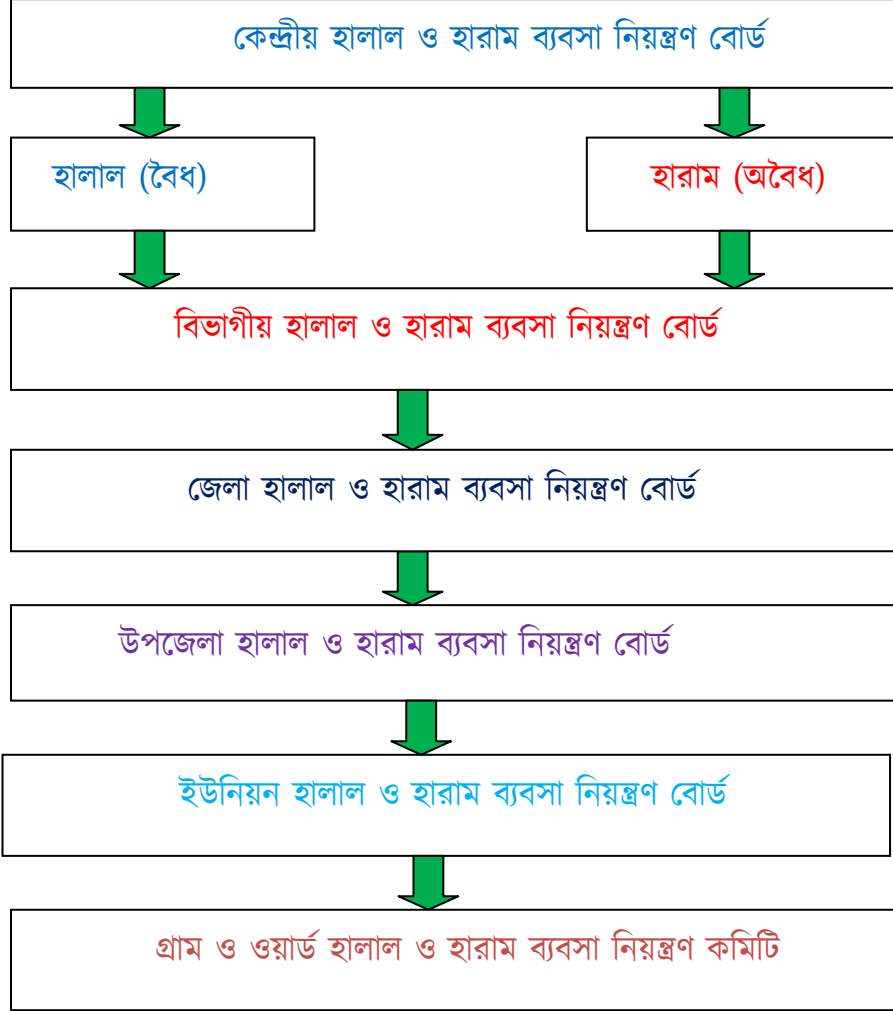 কেন্দ্রীয় হালাল ও হারাম ব্যবসা নিয়ন্ত্রণ বোর্ড
হালাল (বৈধ)
হারাম (অবৈধ)
বিভাগীয় হালাল ও হারাম ব্যবসা নিয়ন্ত্রণ বোর্ড
জেলা হালাল ও হারাম ব্যবসা নিয়ন্ত্রণ বোর্ড
উপজেলা হালাল ও হারাম ব্যবসা নিয়ন্ত্রণ বোর্ড
ইউনিয়ন হালাল ও হারাম ব্যবসা নিয়ন্ত্রণ বোর্ড
গ্রাম ও ওয়ার্ড হালাল ও হারাম ব্যবসা নিয়ন্ত্রণ কমিটি